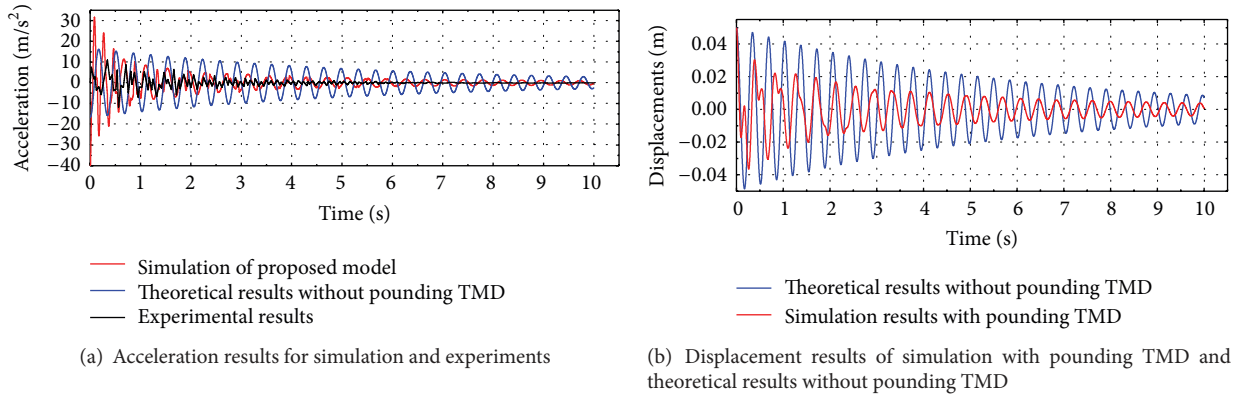 Acceleration (m/s²)
30
20
10
0
−10
−20
−30
−40
0 1 2 3 4 5 6 7 8 9 10
Time (s)
Simulation of proposed model
Theoretical results without pounding TMD
Experimental results
(a) Acceleration results for simulation and experiments
Displacements (m)
0.04
0.02
0.00
−0.02
−0.04
0 1 2 3 4 5 6 7 8 9 10
Time (s)
Theoretical results without pounding TMD
Simulation results with pounding TMD
(b) Displacement results of simulation with pounding TMD and
theoretical results without pounding TMD